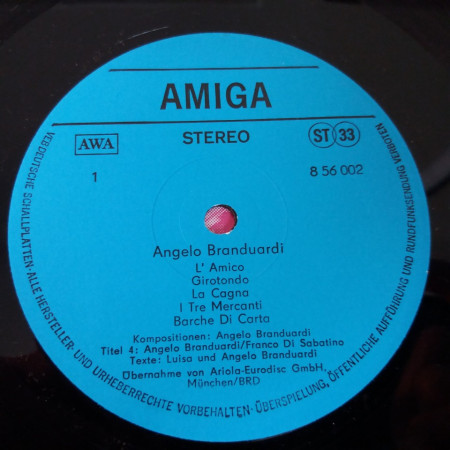 AMIGA
AWA
STEREO
ST 33
1
8 56 002
Angelo Branduardi
L' Amico
Girotondo
La Cagna
I Tre Mercanti
Barche Di Carta
Kompositionen: Angelo Branduardi
Titel 4: Angelo Branduardi/Franco Di Sabatino
Texte: Luisa und Angelo Branduardi
Übernahme von Ariola-Eurodisc GmbH,
München/BRD
VEB DEUTSCHE SCHALLPLATTEN · ALLE HERSTELLER- UND URHEBERRECHTE VORBEHALTEN · ÜBERSPIELUNG, ÖFFENTLICHE AUFFÜHRUNG UND RUNDFUNKSENDUNG VERBOTEN